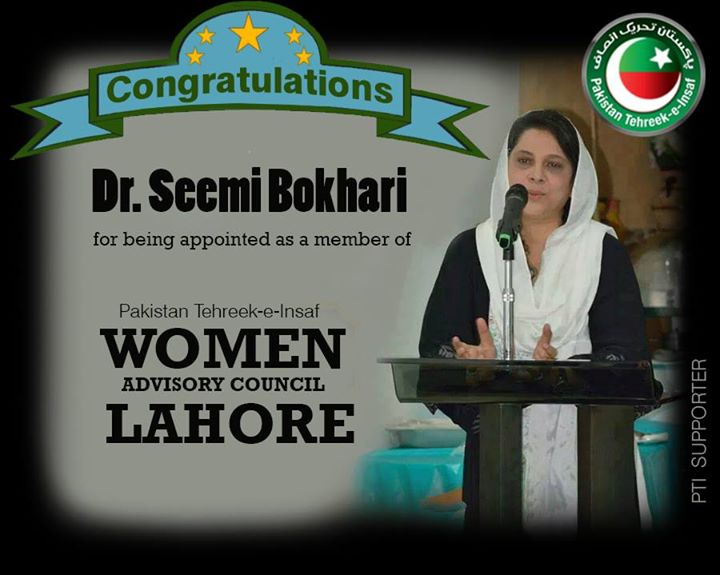 Congratulations
پاکستان تحریک انصاف
Pakistan Tehreek-e-Insaf
Dr. Seemi Bokhari
for being appointed as a member of
Pakistan Tehreek-e-Insaf
WOMEN
ADVISORY COUNCIL
LAHORE
PTI SUPPORTER